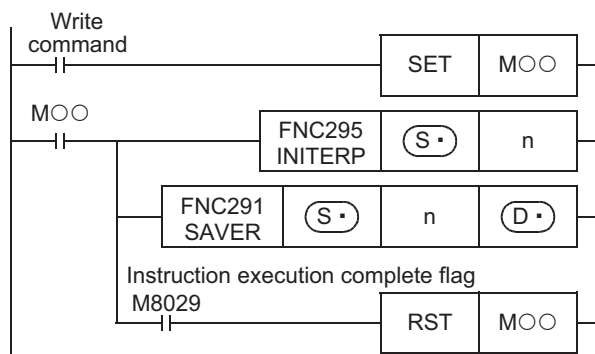 Write
command
SET M○○
M○○
FNC295
INITERP
S・ n
FNC291
SAVER
S・ n D・
Instruction execution complete flag
M8029
RST M○○